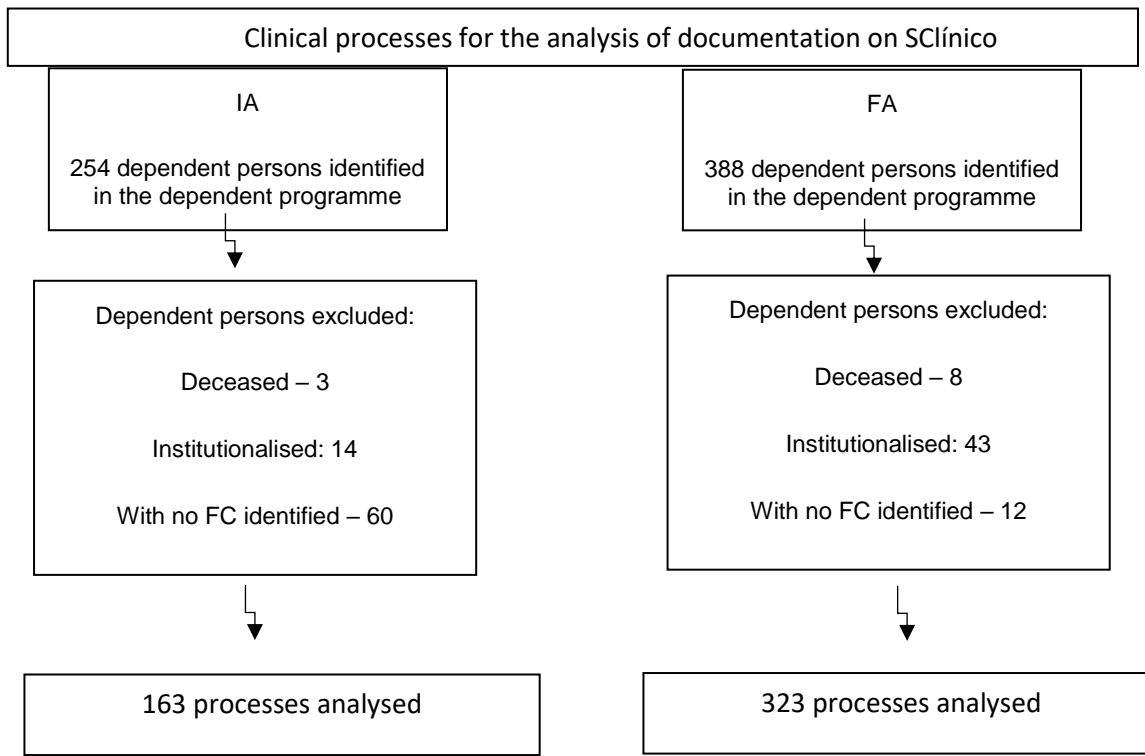 Clinical processes for the analysis of documentation on SClínico
IA
254 dependent persons identified
in the dependent programme
Dependent persons excluded:
Deceased – 3
Institutionalised: 14
With no FC identified – 60
163 processes analysed
FA
388 dependent persons identified
in the dependent programme
Dependent persons excluded:
Deceased – 8
Institutionalised: 43
With no FC identified – 12
323 processes analysed